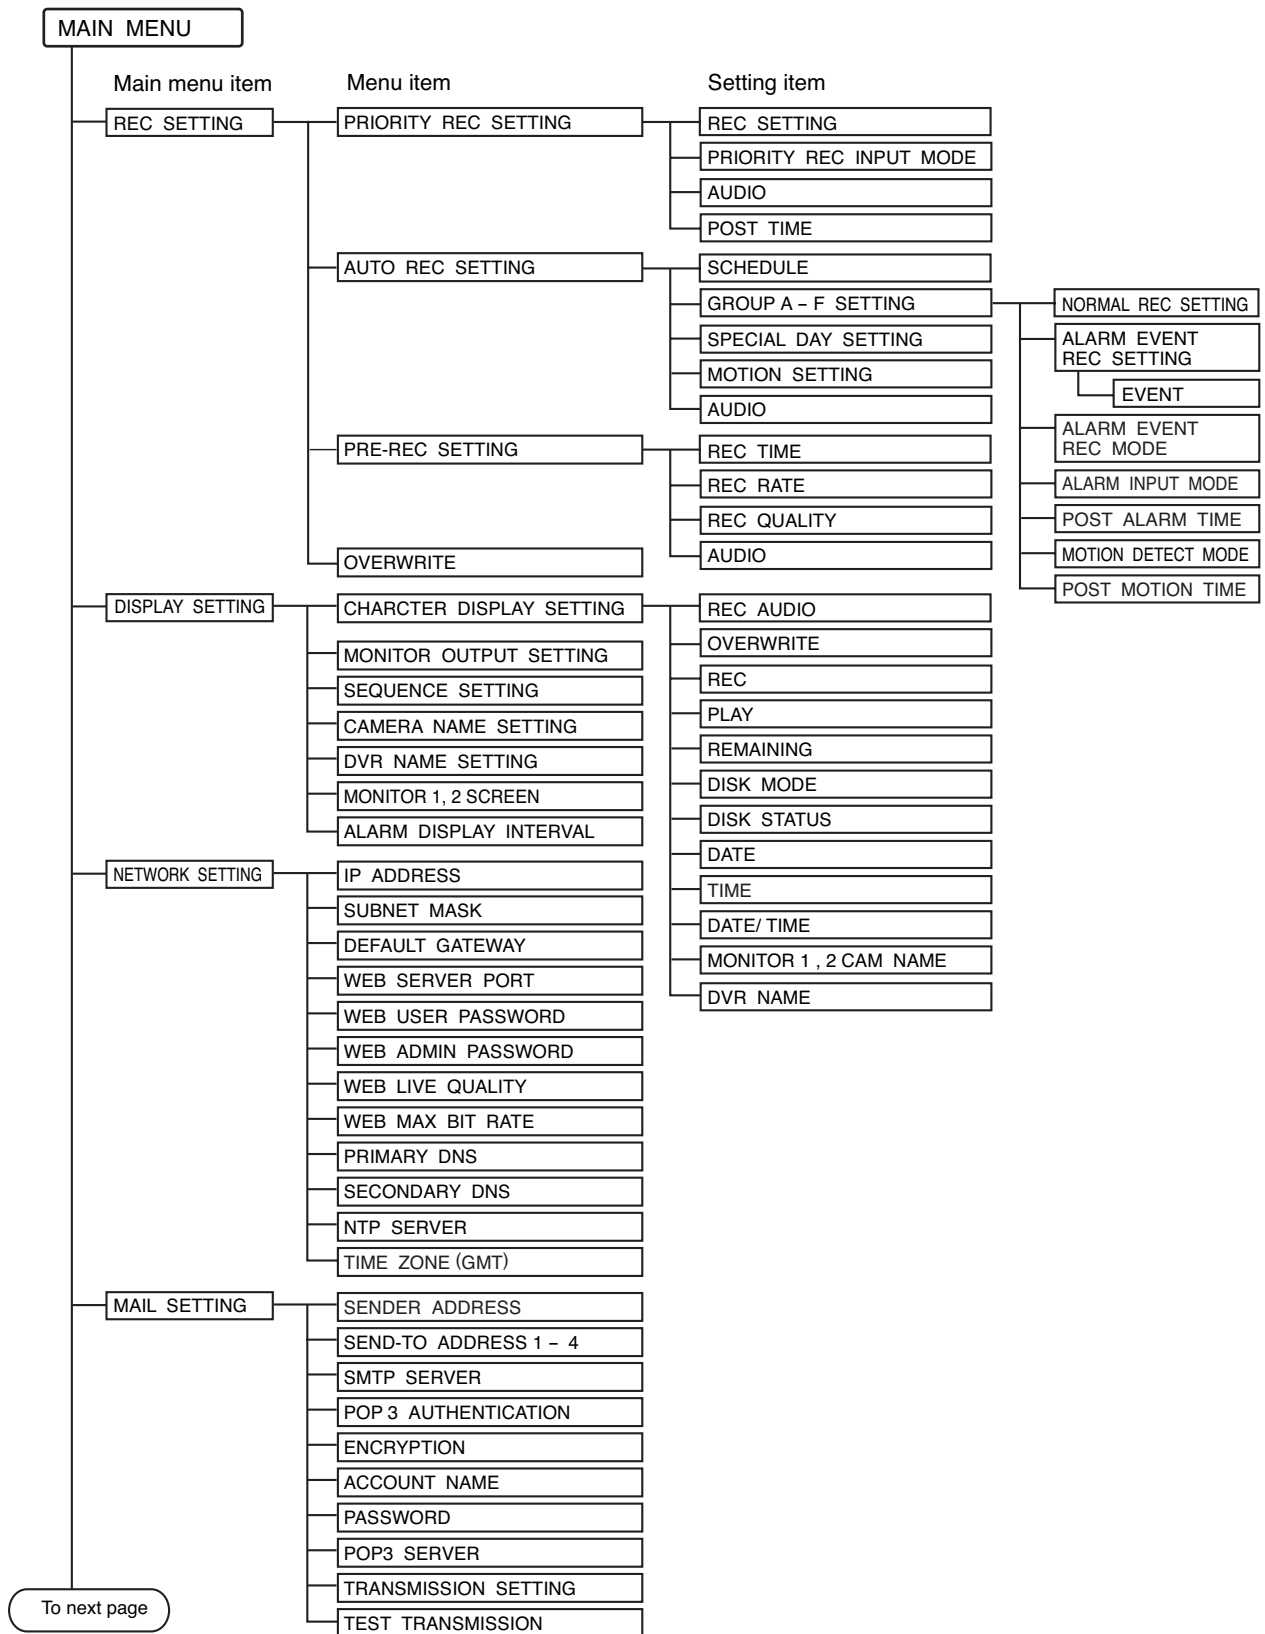 MAIN MENU
Main menu item
Menu item
Setting item
REC SETTING
PRIORITY REC SETTING
REC SETTING
PRIORITY REC INPUT MODE
AUDIO
POST TIME
AUTO REC SETTING
SCHEDULE
GROUP A – F SETTING
NORMAL REC SETTING
ALARM EVENT
REC SETTING
EVENT
ALARM EVENT
REC MODE
ALARM INPUT MODE
POST ALARM TIME
MOTION DETECT MODE
POST MOTION TIME
SPECIAL DAY SETTING
MOTION SETTING
AUDIO
PRE-REC SETTING
REC TIME
REC RATE
REC QUALITY
AUDIO
OVERWRITE
DISPLAY SETTING
CHARCTER DISPLAY SETTING
REC AUDIO
OVERWRITE
REC
PLAY
REMAINING
DISK MODE
DISK STATUS
DATE
TIME
DATE/ TIME
MONITOR 1 , 2 CAM NAME
DVR NAME
MONITOR OUTPUT SETTING
SEQUENCE SETTING
CAMERA NAME SETTING
DVR NAME SETTING
MONITOR 1, 2 SCREEN
ALARM DISPLAY INTERVAL
NETWORK SETTING
IP ADDRESS
SUBNET MASK
DEFAULT GATEWAY
WEB SERVER PORT
WEB USER PASSWORD
WEB ADMIN PASSWORD
WEB LIVE QUALITY
WEB MAX BIT RATE
PRIMARY DNS
SECONDARY DNS
NTP SERVER
TIME ZONE (GMT)
MAIL SETTING
SENDER ADDRESS
SEND-TO ADDRESS 1 – 4
SMTP SERVER
POP 3 AUTHENTICATION
ENCRYPTION
ACCOUNT NAME
PASSWORD
POP3 SERVER
TRANSMISSION SETTING
TEST TRANSMISSION
To next page